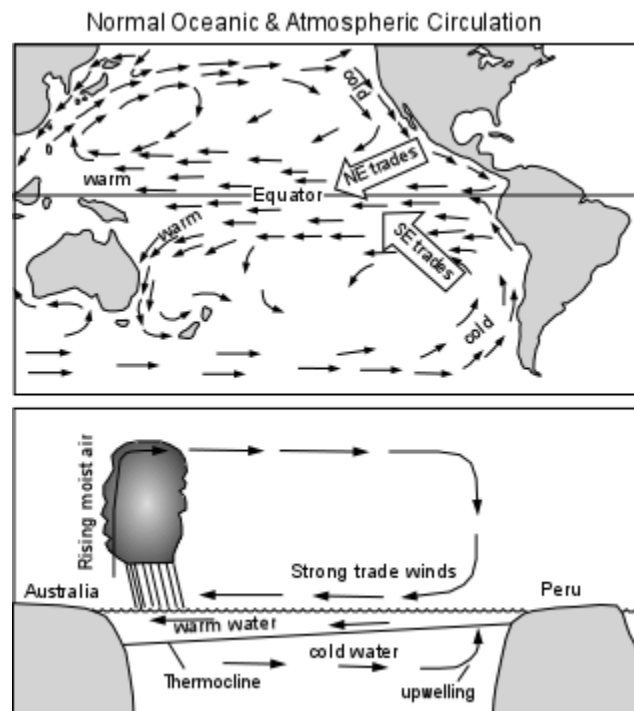 Normal Oceanic & Atmospheric Circulation
cold
NE trades
warm
Equator
warm
SE trades
cold
Rising moist air
Strong trade winds
Australia
Peru
warm water
cold water
Thermocline
upwelling